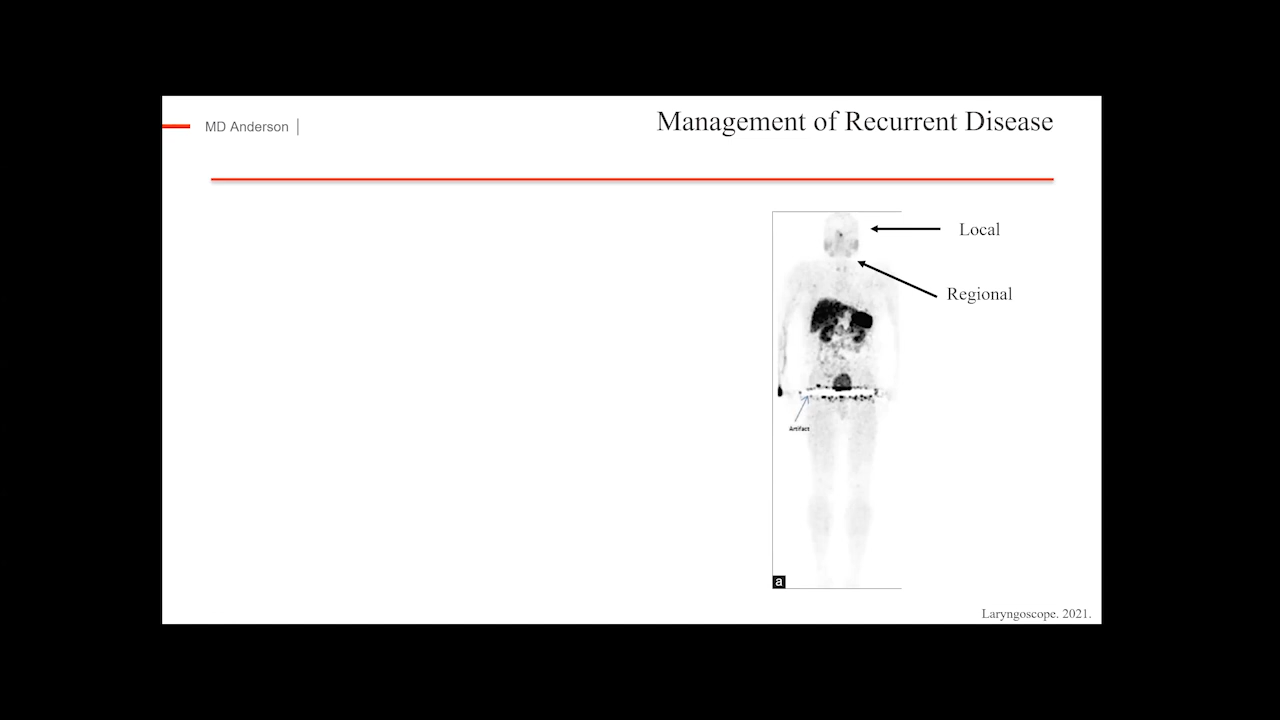 MD Anderson
Management of Recurrent Disease
Local
Regional
Artifact
a
Laryngoscope. 2021.